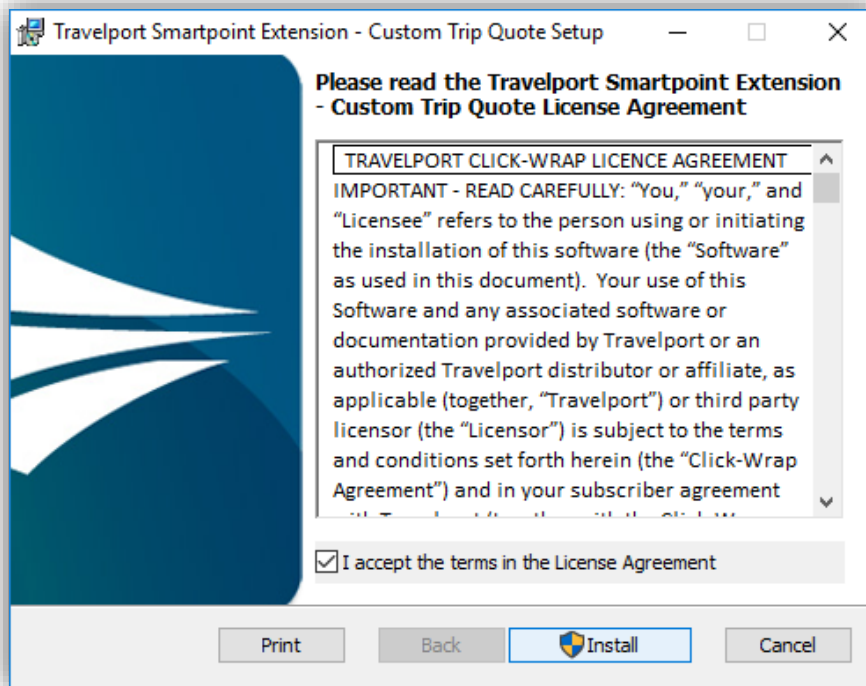 Travelport Smartpoint Extension - Custom Trip Quote Setup
Please read the Travelport Smartpoint Extension
- Custom Trip Quote License Agreement
TRAVELPORT CLICK-WRAP LICENCE AGREEMENT
IMPORTANT - READ CAREFULLY: “You,” “your,” and
“Licensee” refers to the person using or initiating
the installation of this software (the “Software”
as used in this document).  Your use of this
Software and any associated software or
documentation provided by Travelport or an
authorized Travelport distributor or affiliate, as
applicable (together, “Travelport”) or third party
licensor (the “Licensor”) is subject to the terms
and conditions set forth herein (the “Click-Wrap
Agreement”) and in your subscriber agreement
I accept the terms in the License Agreement
Print
Back
Install
Cancel